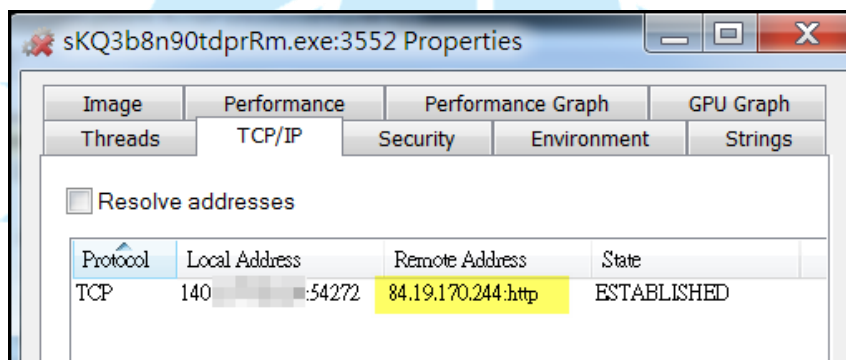 sKQ3b8n90tdprRm.exe:3552 Properties
Image Performance Performance Graph GPU Graph
Threads TCP/IP Security Environment Strings
Resolve addresses
Protocol Local Address Remote Address State
TCP 140 :54272 84.19.170.244:http ESTABLISHED